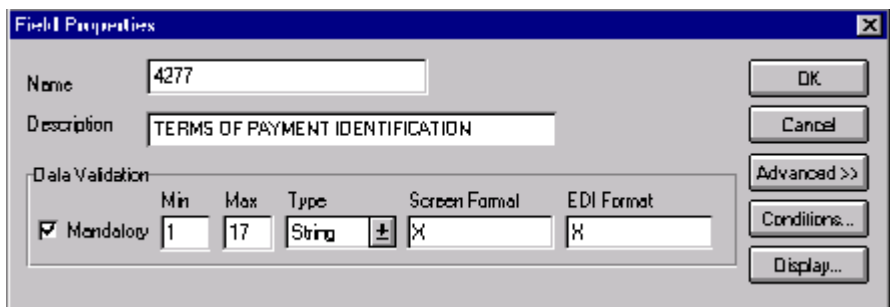 Field Properties
Name 4277 OK
Description TERMS OF PAYMENT IDENTIFICATION Cancel
Data Validation Advanced >>
Min Max Type Screen Format EDI Format
Mandatory 1 17 String X X Conditions...
Display...